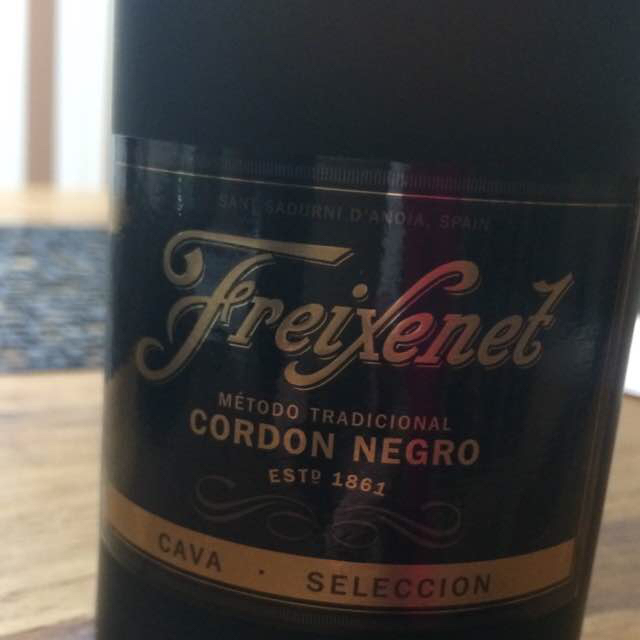 SANT SADURNI D'ANOIA, SPAIN
Freixenet
MÉTODO TRADICIONAL
CORDON NEGRO
ESTD 1861
CAVA · SELECCION